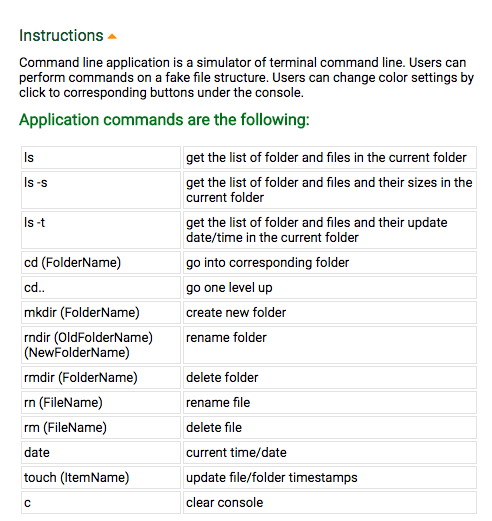 Instructions
Command line application is a simulator of terminal command line. Users can
perform commands on a fake file structure. Users can change color settings by
click to corresponding buttons under the console.
Application commands are the following:
ls get the list of folder and files in the current folder
ls -s get the list of folder and files and their sizes in the
current folder
ls -t get the list of folder and files and their update
date/time in the current folder
cd (FolderName) go into corresponding folder
cd.. go one level up
mkdir (FolderName) create new folder
rndir (OldFolderName) rename folder
(NewFolderName)
rmdir (FolderName) delete folder
rn (FileName) rename file
rm (FileName) delete file
date current time/date
touch (ItemName) update file/folder timestamps
c clear console